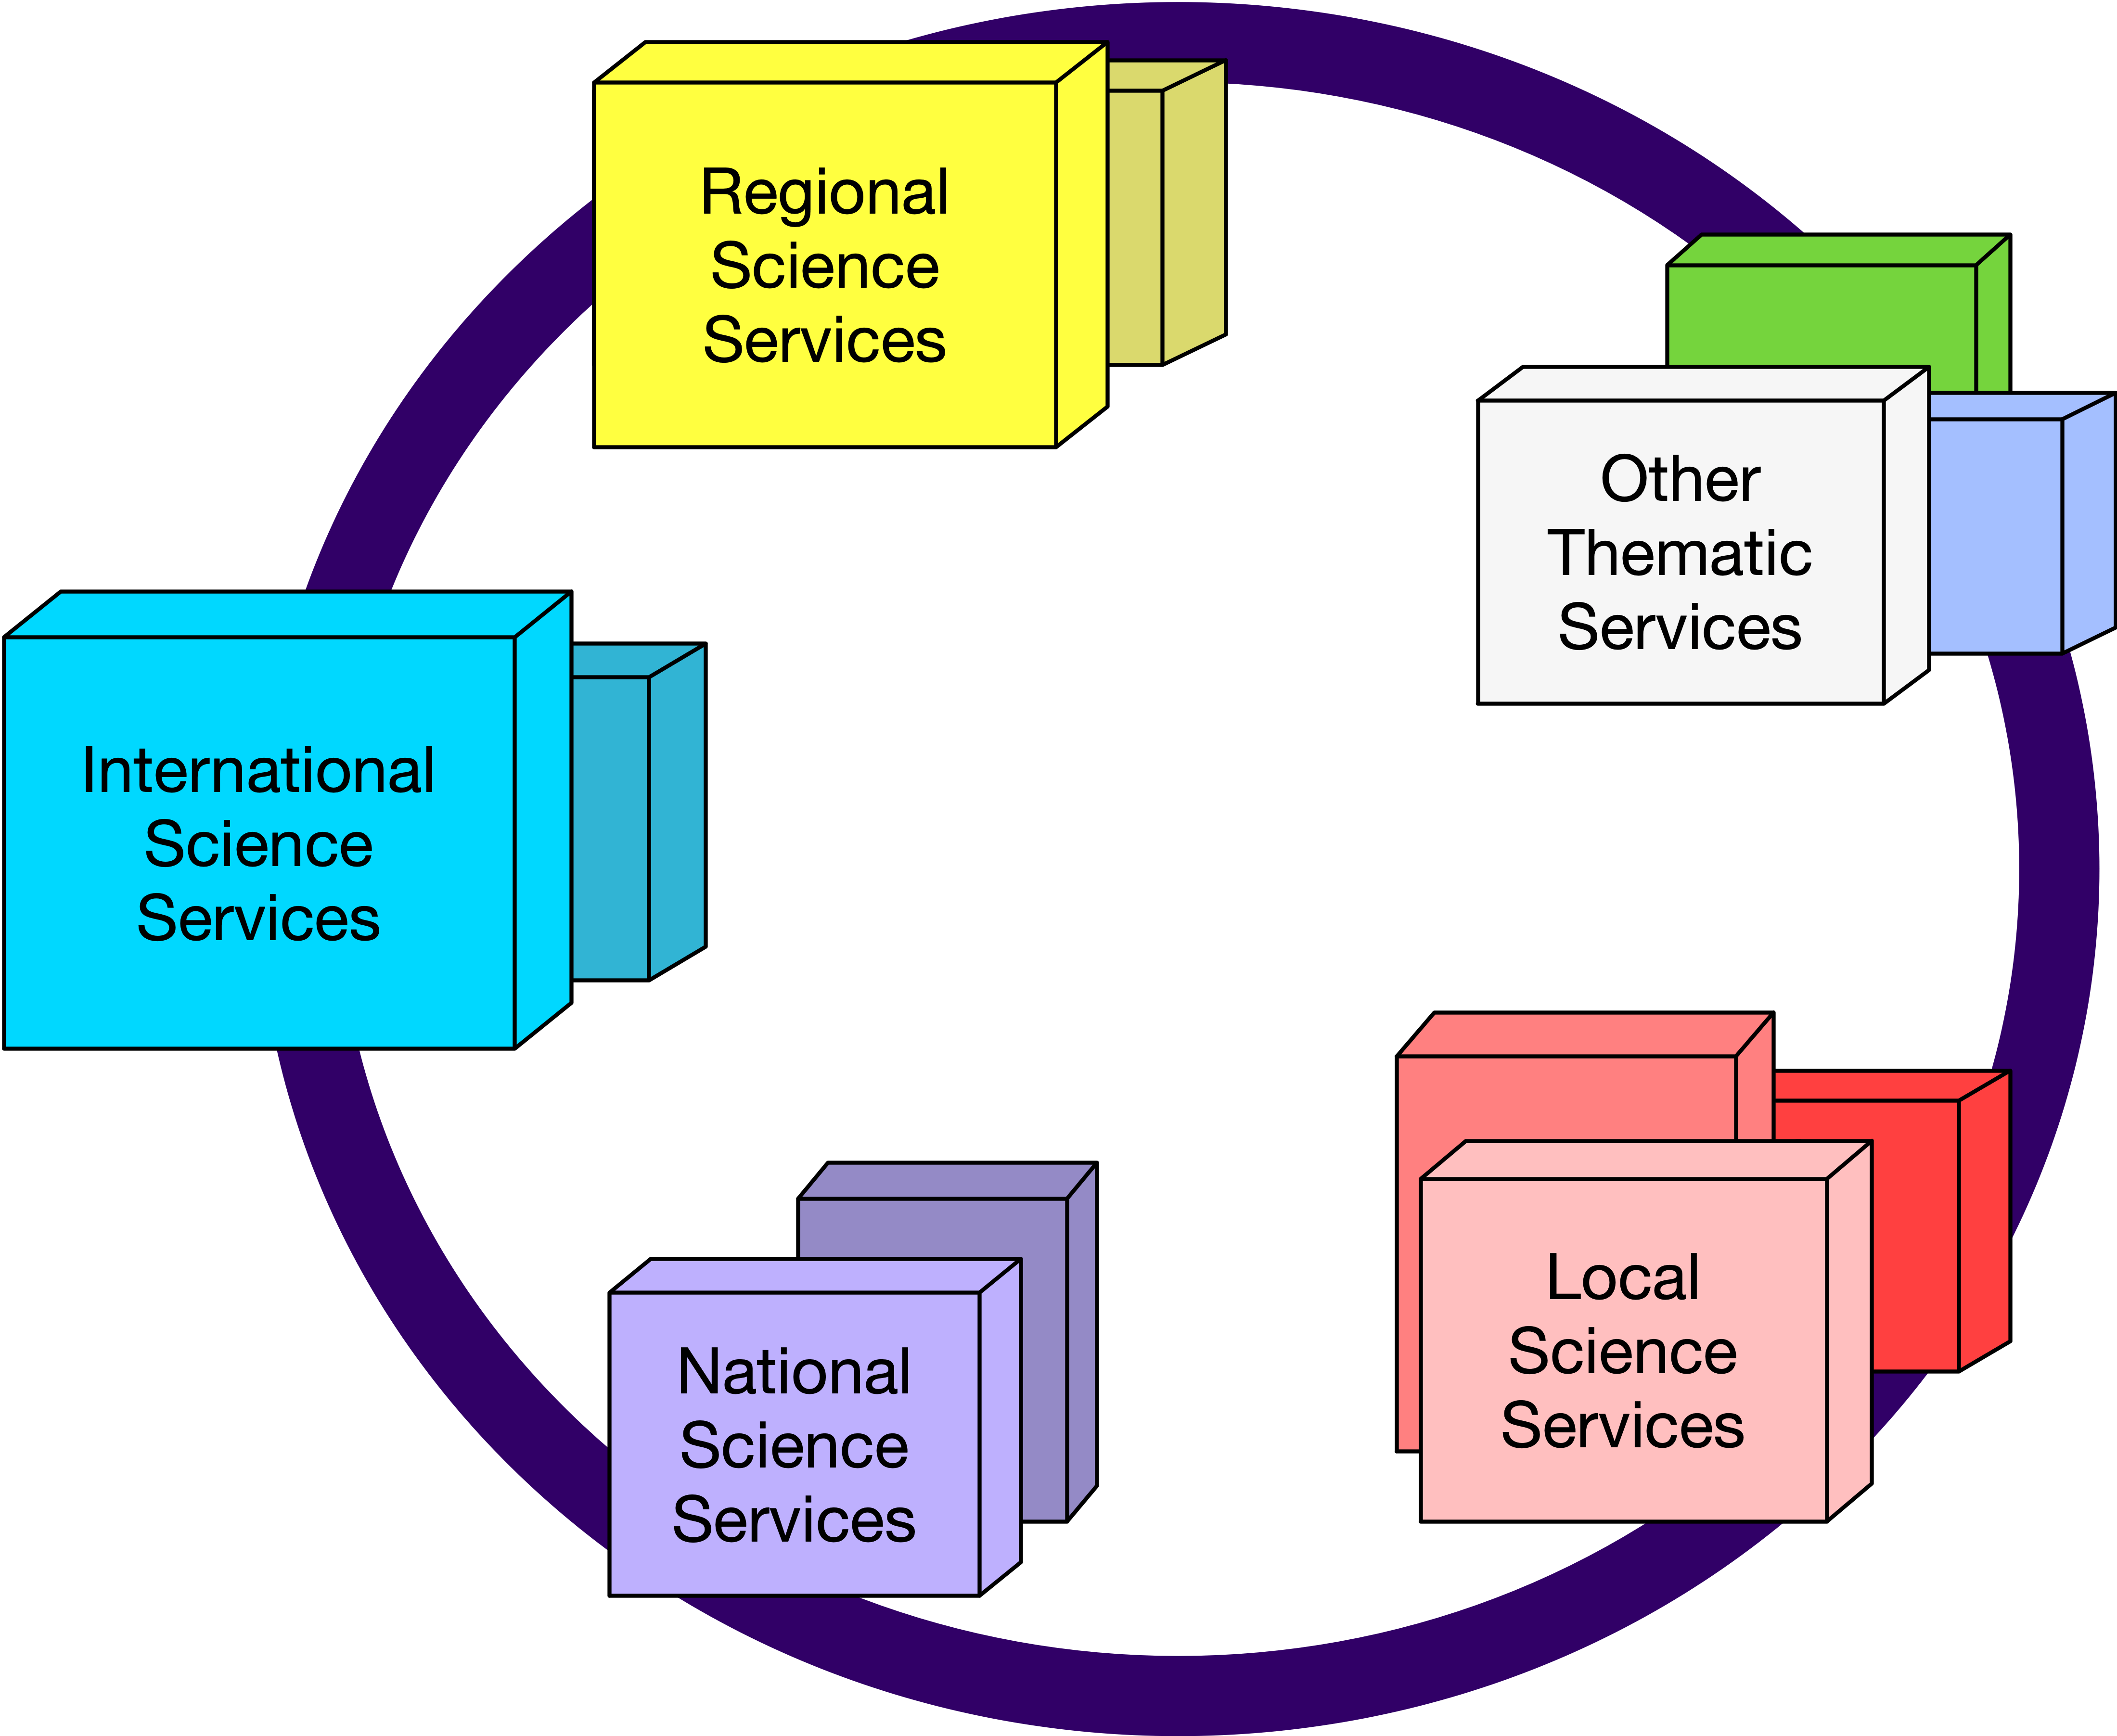 Regional
Science
Services
Other
Thematic
Services
International
Science
Services
Local
Science
Services
National
Science
Services